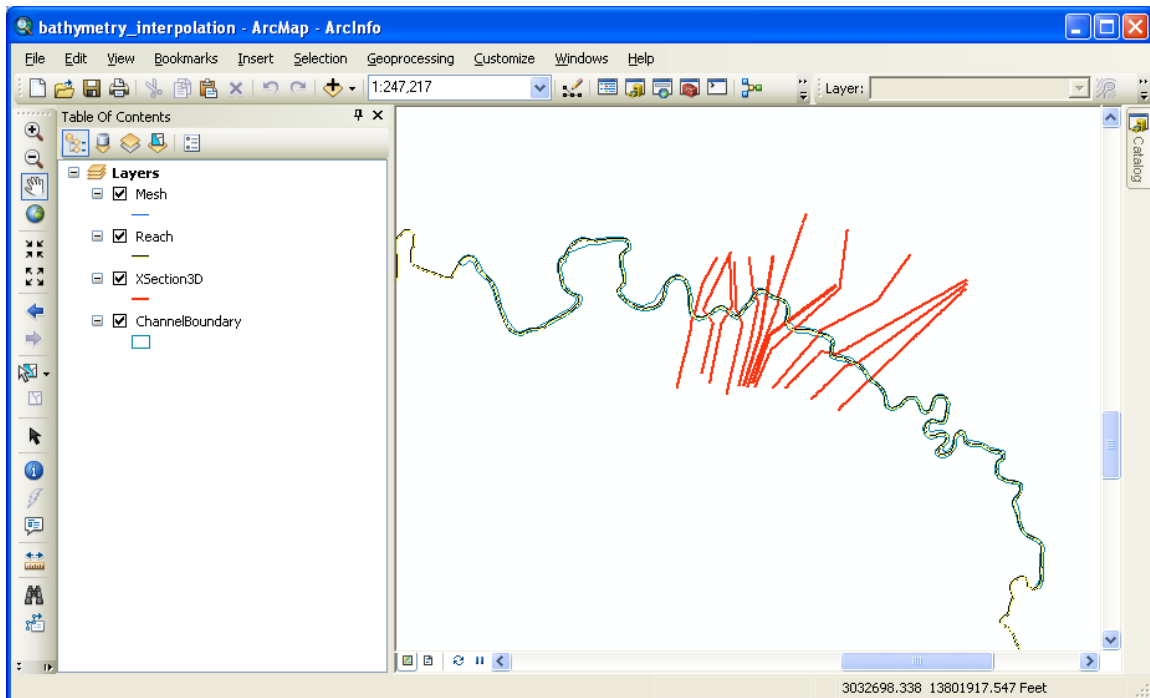 bathymetry_interpolation - ArcMap - ArcInfo
File Edit View Bookmarks Insert Selection Geoprocessing Customize Windows Help
1:247,217
Layer:
Table Of Contents
Catalog
Layers
Mesh
Reach
XSection3D
ChannelBoundary
3032698.338 13801917.547 Feet